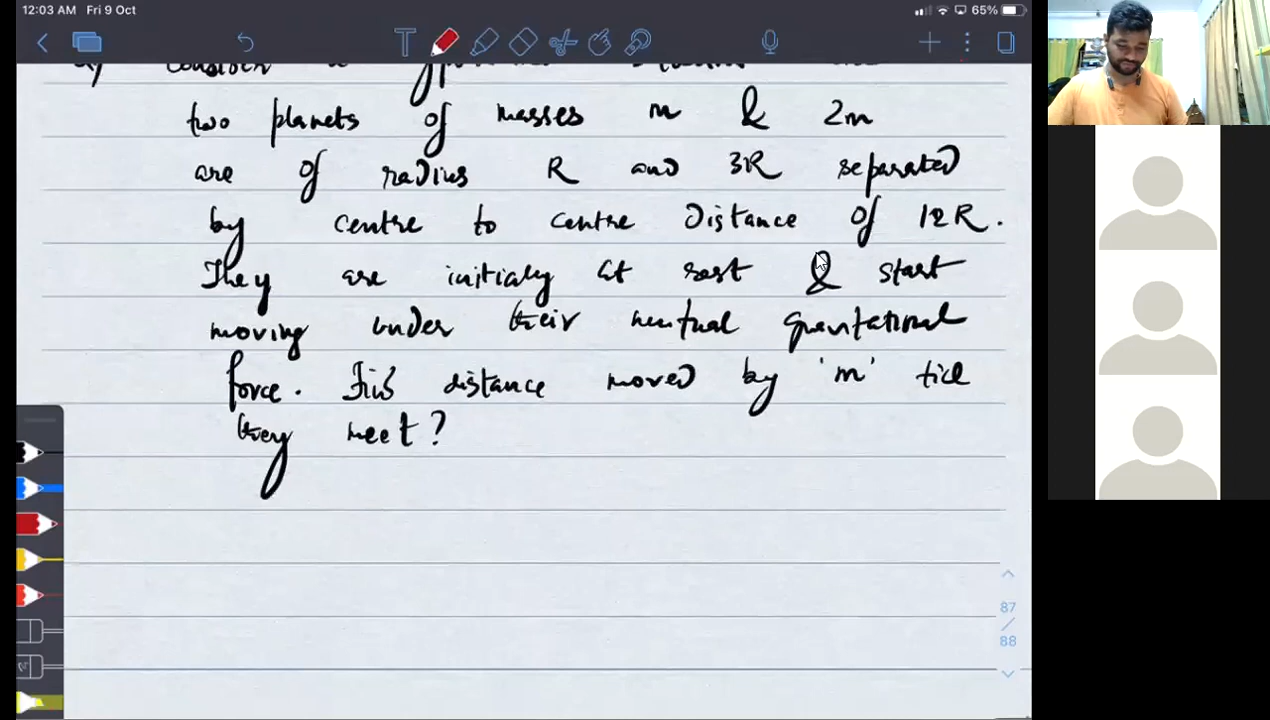 12:03 AM Fri 9 Oct 65%
two planets of masses m & 2m
are of radius R and 3R separated
by centre to centre Distance of 12R.
They are initialy at rest & start
moving under their mutual gravitational
force. Find distance moved by 'm' till
they meet?
87
/
88